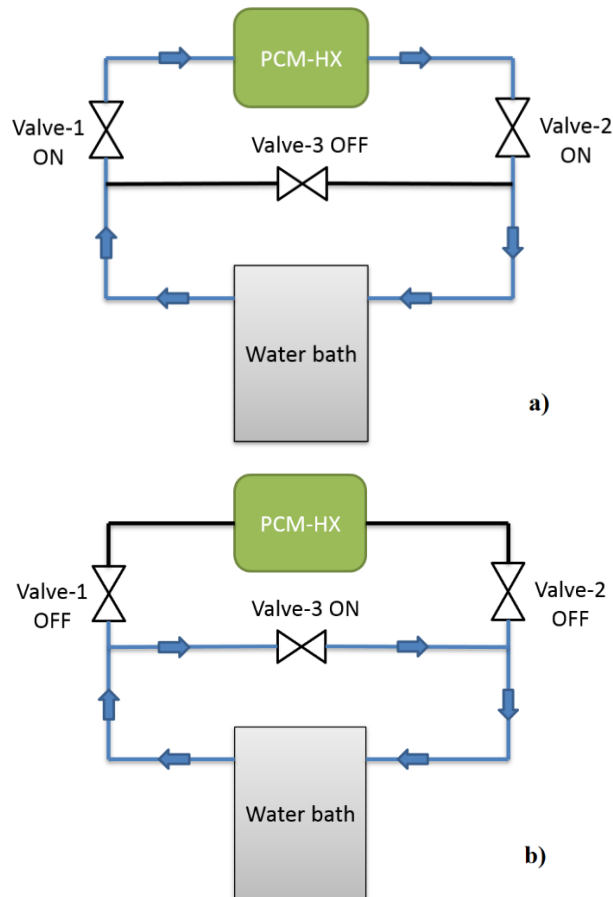 PCM-HX
Valve-1
ON
Valve-3 OFF
Valve-2
ON
Water bath
a)
PCM-HX
Valve-1
OFF
Valve-3 ON
Valve-2
OFF
Water bath
b)